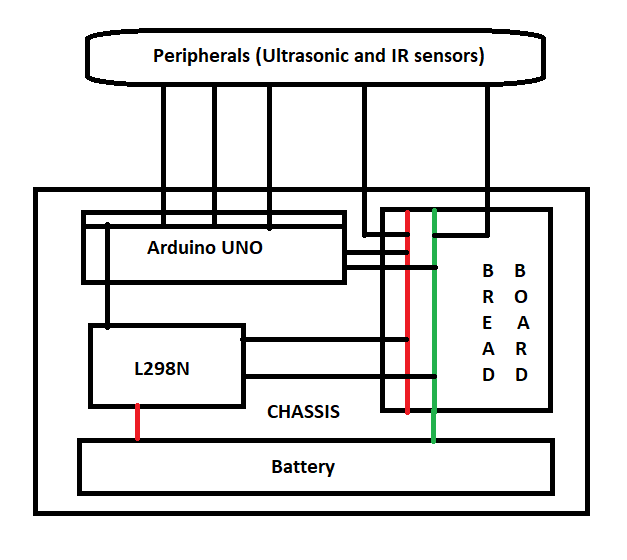 Peripherals (Ultrasonic and IR sensors)
Arduino UNO
B B
R O
E A
A R
D D
L298N
CHASSIS
Battery